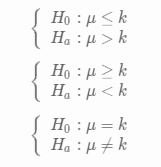 H₀ : μ ≤ k
Hₐ : μ > k
H₀ : μ ≥ k
Hₐ : μ < k
H₀ : μ = k
Hₐ : μ ≠ k